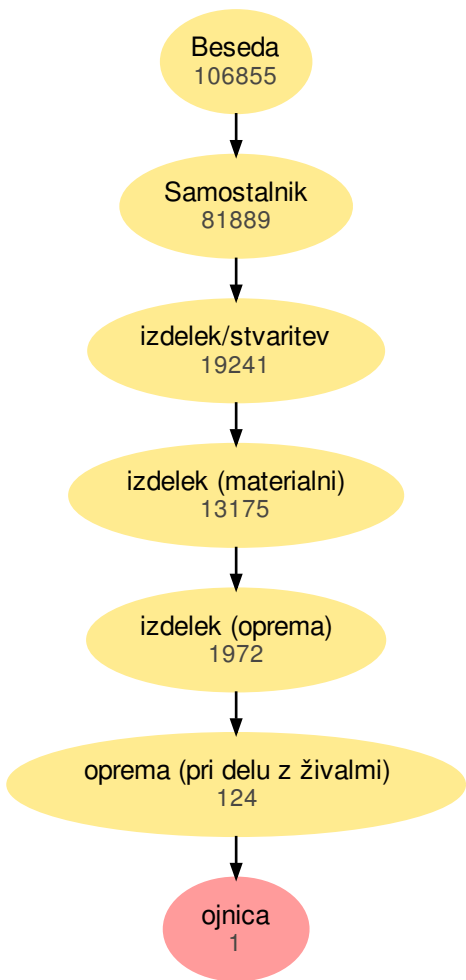 Beseda
106855
Samostalnik
81889
izdelek/stvaritev
19241
izdelek (materialni)
13175
izdelek (oprema)
1972
oprema (pri delu z živalmi)
124
ojnica
1